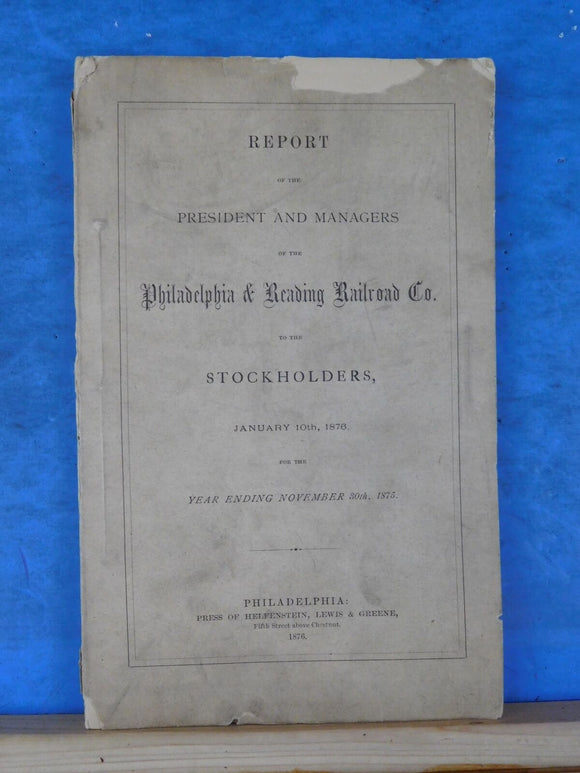 REPORT
OF THE
PRESIDENT AND MANAGERS
OF THE
Philadelphia & Reading Railroad Co.
TO THE
STOCKHOLDERS,
JANUARY 10th, 1876.
FOR THE
YEAR ENDING NOVEMBER 30th, 1875.
PHILADELPHIA:
PRESS OF HELFENSTEIN, LEWIS & GREENE,
Fifth Street above Chestnut.
1876.